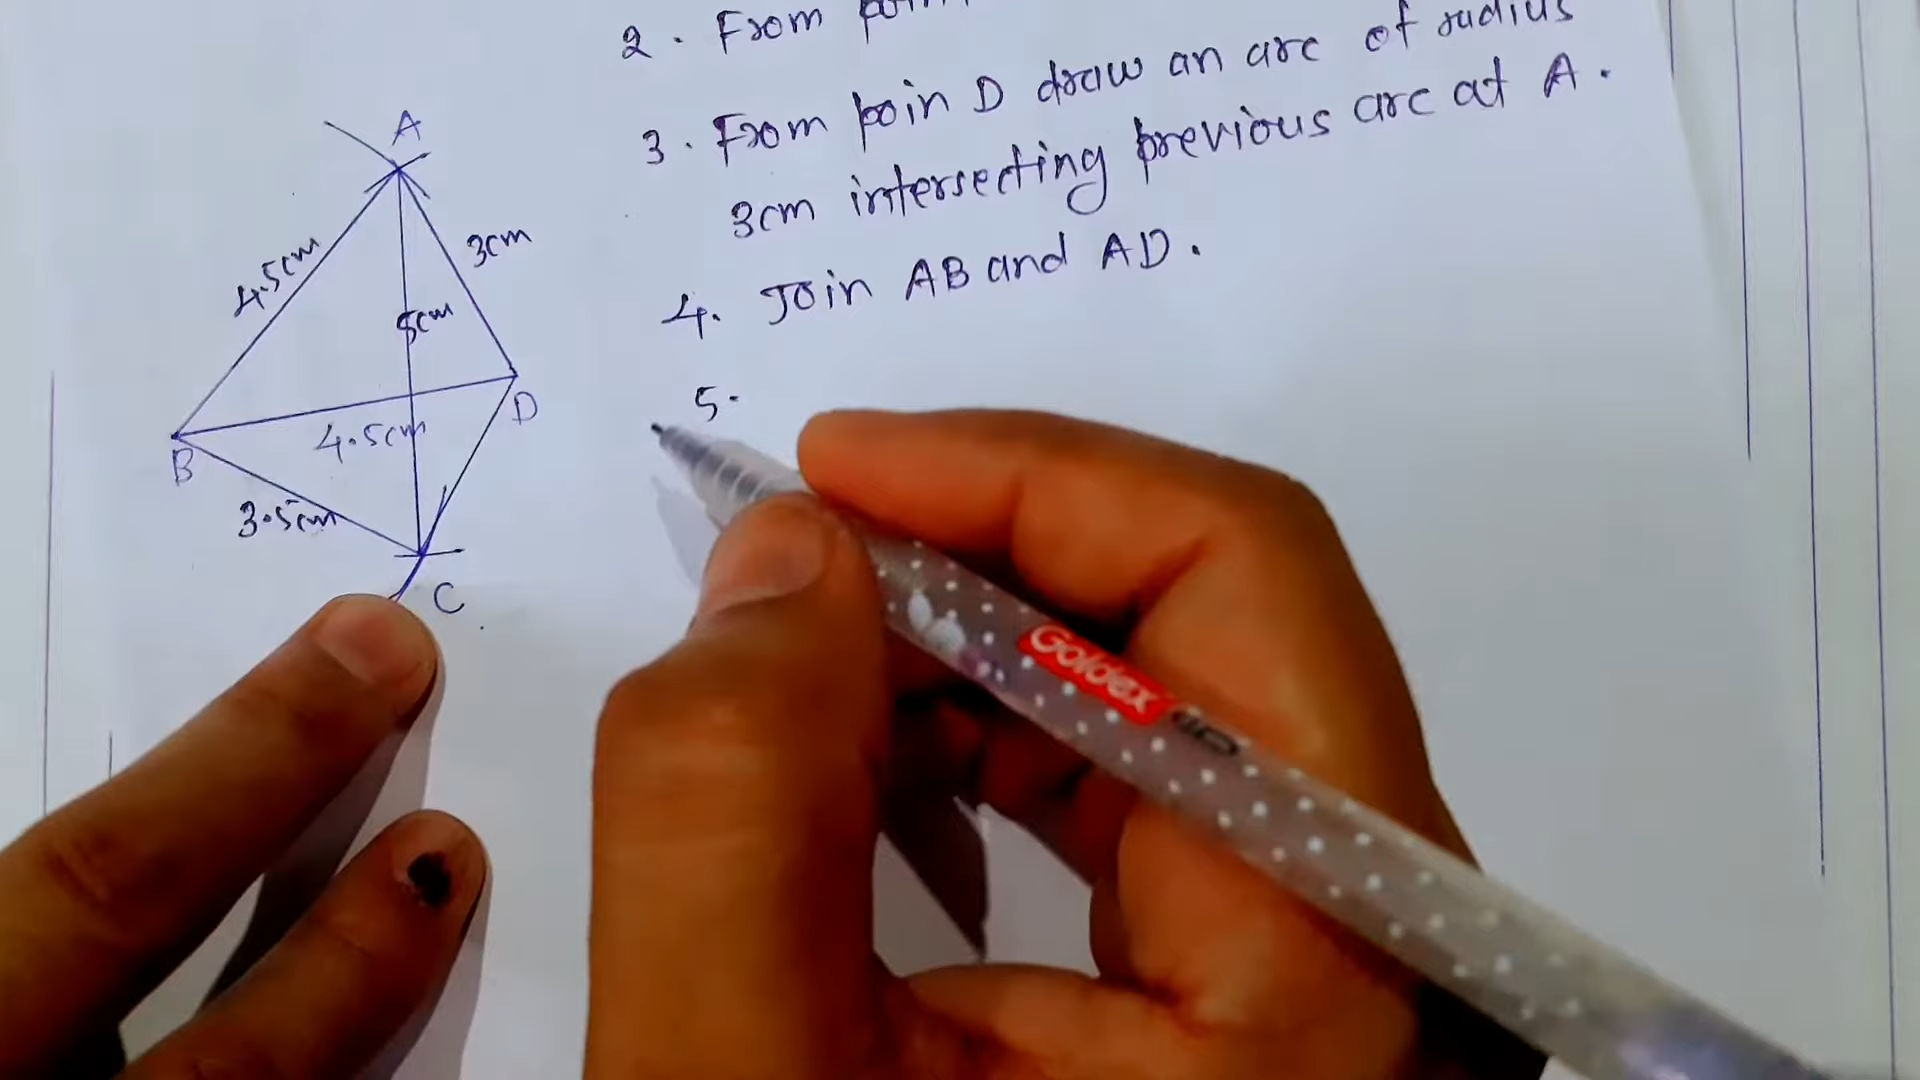 2. From
3. From poin D draw an arc of radius
3cm intersecting previous arc at A.
4. Join AB and AD.
5.
A
4.5cm
3cm
5cm
B
4.5cm
D
3.5cm
C
Goldex